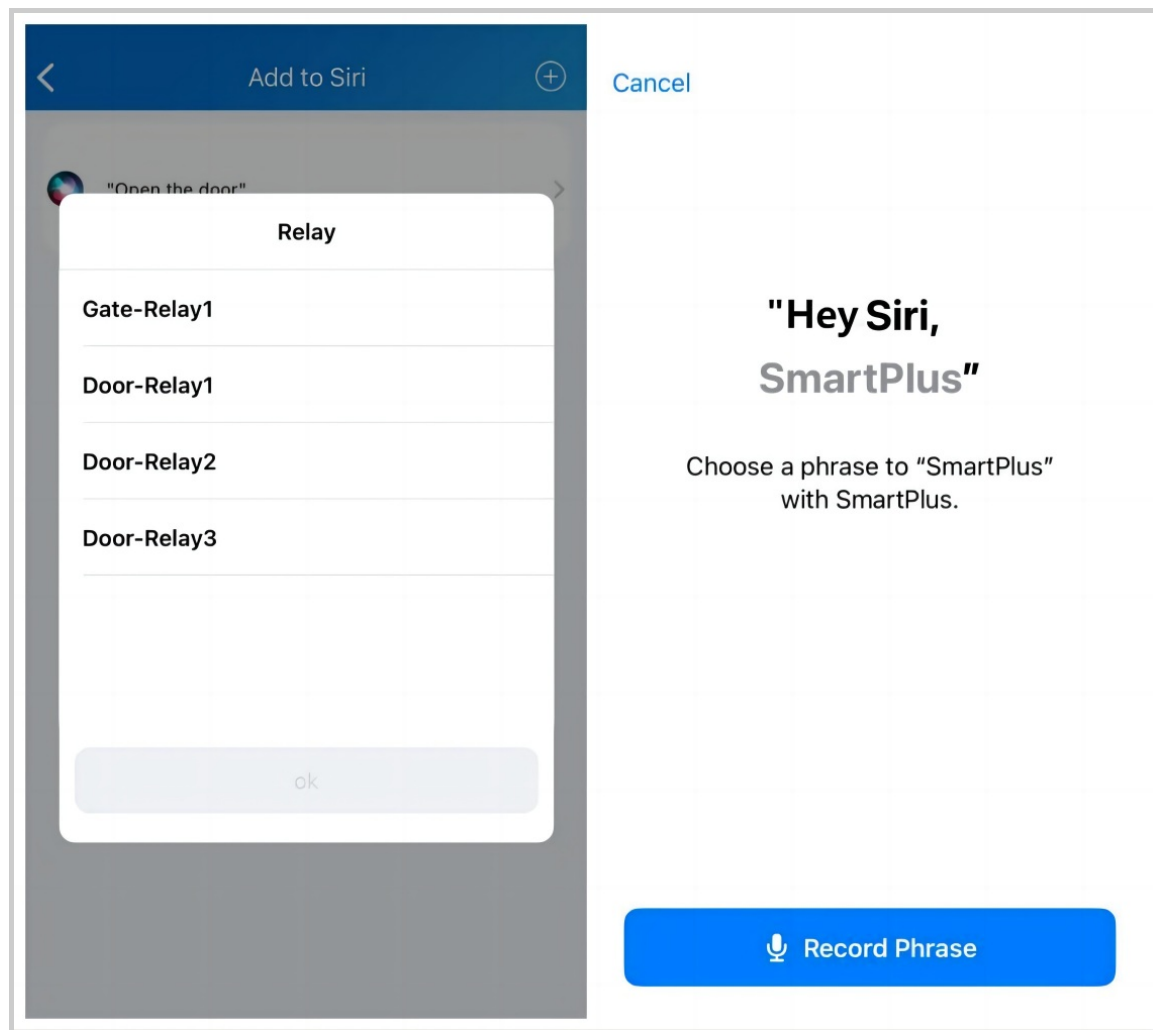 Add to Siri
"Open the door"
Relay
Gate-Relay1
Door-Relay1
Door-Relay2
Door-Relay3
ok
Cancel
"Hey Siri,
SmartPlus"
Choose a phrase to “SmartPlus”
with SmartPlus.
Record Phrase